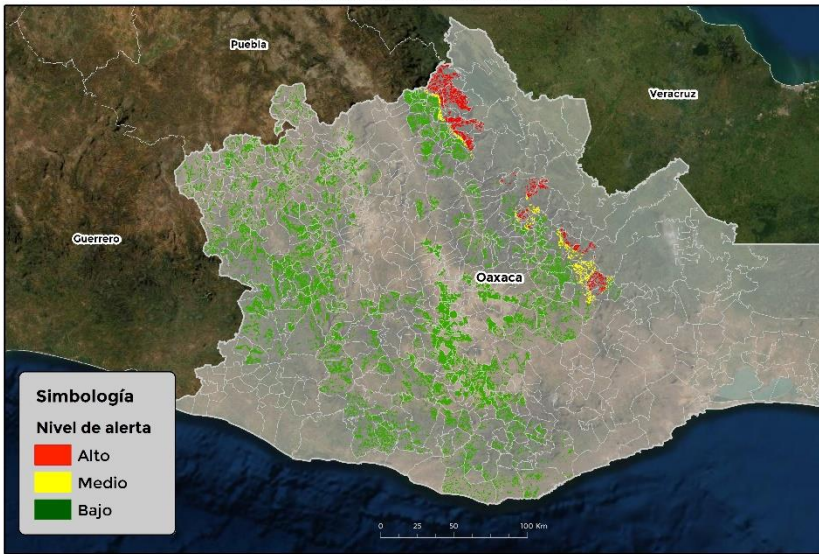 Puebla
Veracruz
Guerrero
Oaxaca
Simbología
Nivel de alerta
Alto
Medio
Bajo
0 25 50 100 Km